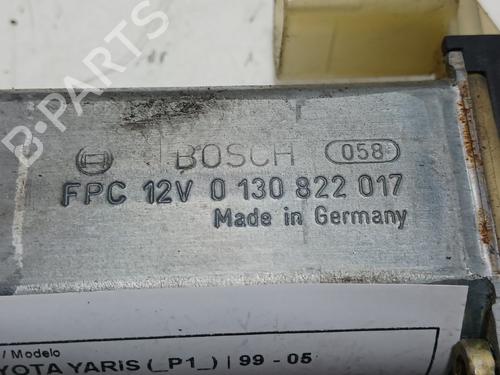 B-PARTS
BOSCH 058
FPC 12V 0 130 822 017
Made in Germany
/ Modelo
YOTA YARIS (_P1_) | 99 - 05